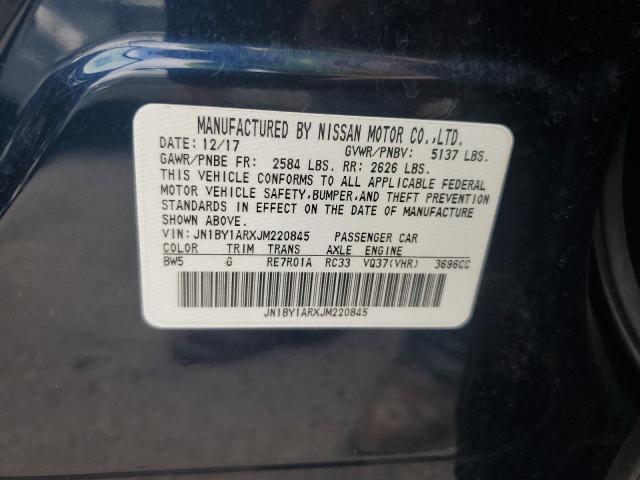 MANUFACTURED BY NISSAN MOTOR CO.,LTD.
DATE: 12/17 GVWR/PNBV: 5137 LBS.
GAWR/PNBE FR: 2584 LBS. RR: 2626 LBS.
THIS VEHICLE CONFORMS TO ALL APPLICABLE FEDERAL
MOTOR VEHICLE SAFETY, BUMPER, AND THEFT PREVENTION
STANDARDS IN EFFECT ON THE DATE OF MANUFACTURE
SHOWN ABOVE.
VIN: JN1BY1ARXJM220845 PASSENGER CAR
COLOR TRIM TRANS AXLE ENGINE
BW5 G RE7R01A RC33 VQ37(VHR) 3696CC
JN1BY1ARXJM220845